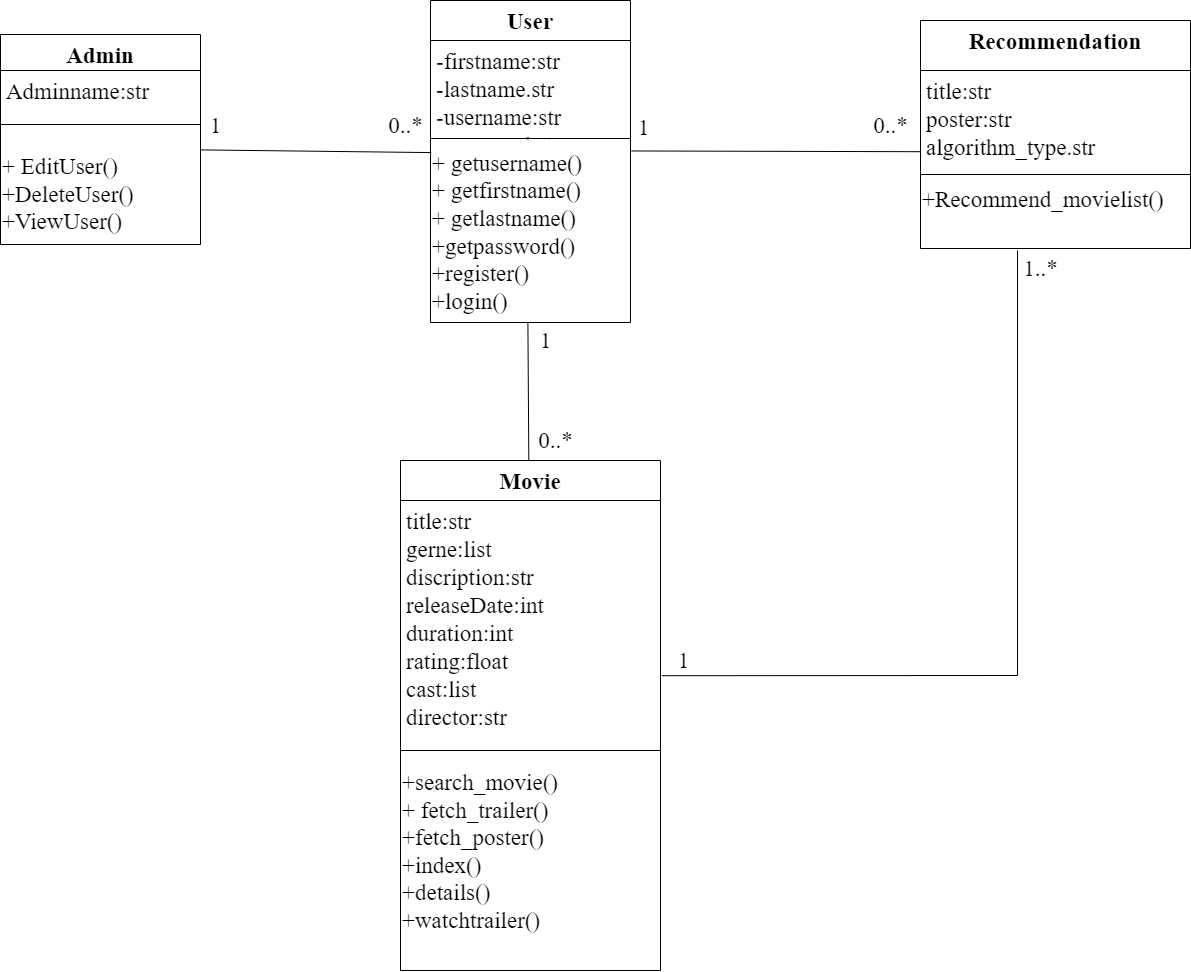 Admin
Adminname:str
+ EditUser()
+DeleteUser()
+ViewUser()
1
0..*
User
-firstname:str
-lastname.str
-username:str
+ getusername()
+ getfirstname()
+ getlastname()
+getpassword()
+register()
+login()
1
0..*
Recommendation
title:str
poster:str
algorithm_type.str
+Recommend_movielist()
1..*
1
0..*
Movie
title:str
gerne:list
discription:str
releaseDate:int
duration:int
rating:float
cast:list
director:str
+search_movie()
+ fetch_trailer()
+fetch_poster()
+index()
+details()
+watchtrailer()
1